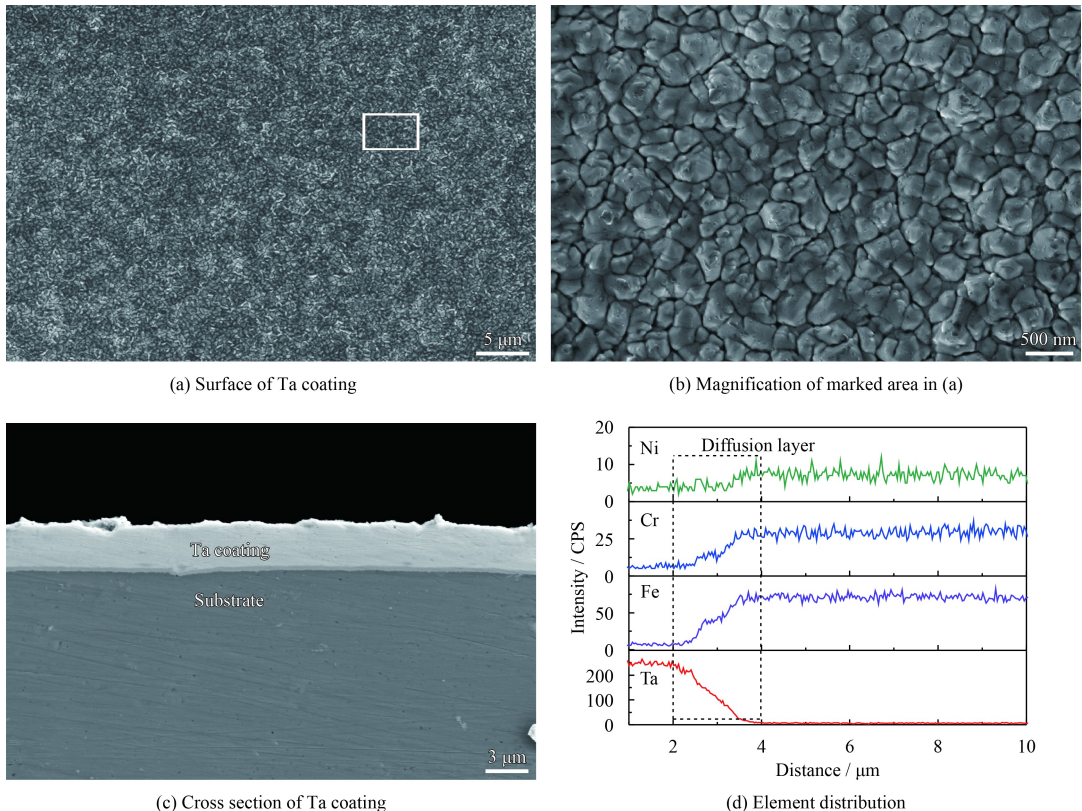 5 μm
500 nm
(a) Surface of Ta coating
(b) Magnification of marked area in (a)
Ta coating
Substrate
3 μm
(c) Cross section of Ta coating
20
Diffusion layer
Ni
10
0
Cr
25
0
Fe
50
0
Ta
200
100
0
Intensity / CPS
2 4 6 8 10
Distance / μm
(d) Element distribution